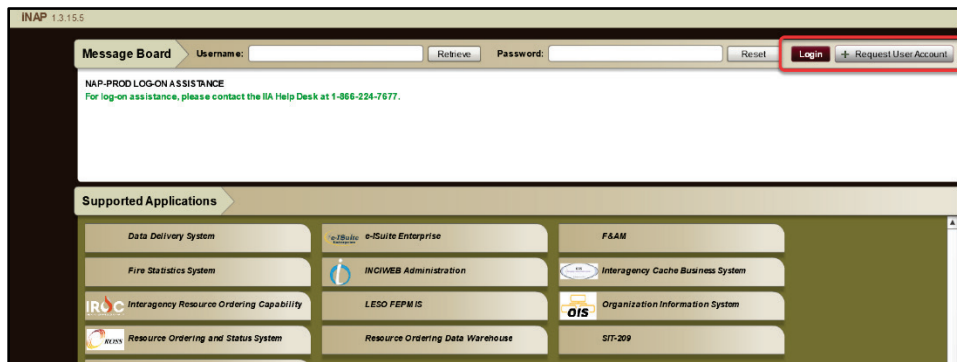 iNAP 1.3.15.5
Message Board Username: Retrieve Password: Reset Login + Request User Account
NAP-PROD LOG-ON ASSISTANCE
For log-on assistance, please contact the IIA Help Desk at 1-866-224-7677.
Supported Applications
Data Delivery System e-ISuite Enterprise e-ISuite Enterprise F&AM
Fire Statistics System INCIWEB Administration Interagency Cache Business System
IROC Interagency Resource Ordering Capability LESO FEPMIS OIS Organization Information System
ROSS Resource Ordering and Status System Resource Ordering Data Warehouse SIT-209